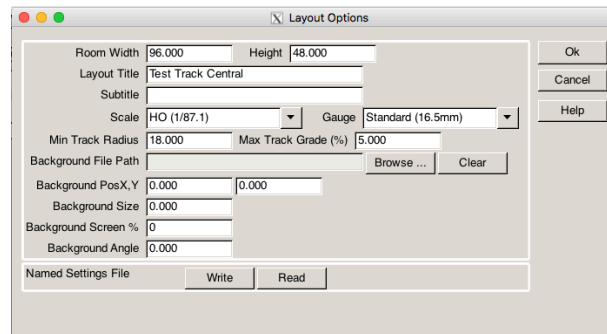 Layout Options
Room Width 96.000 Height 48.000 Ok
Layout Title Test Track Central Cancel
Subtitle
Scale HO (1/87.1) Gauge Standard (16.5mm) Help
Min Track Radius 18.000 Max Track Grade (%) 5.000
Background File Path Browse ... Clear
Background PosX,Y 0.000 0.000
Background Size 0.000
Background Screen % 0
Background Angle 0.000
Named Settings File Write Read